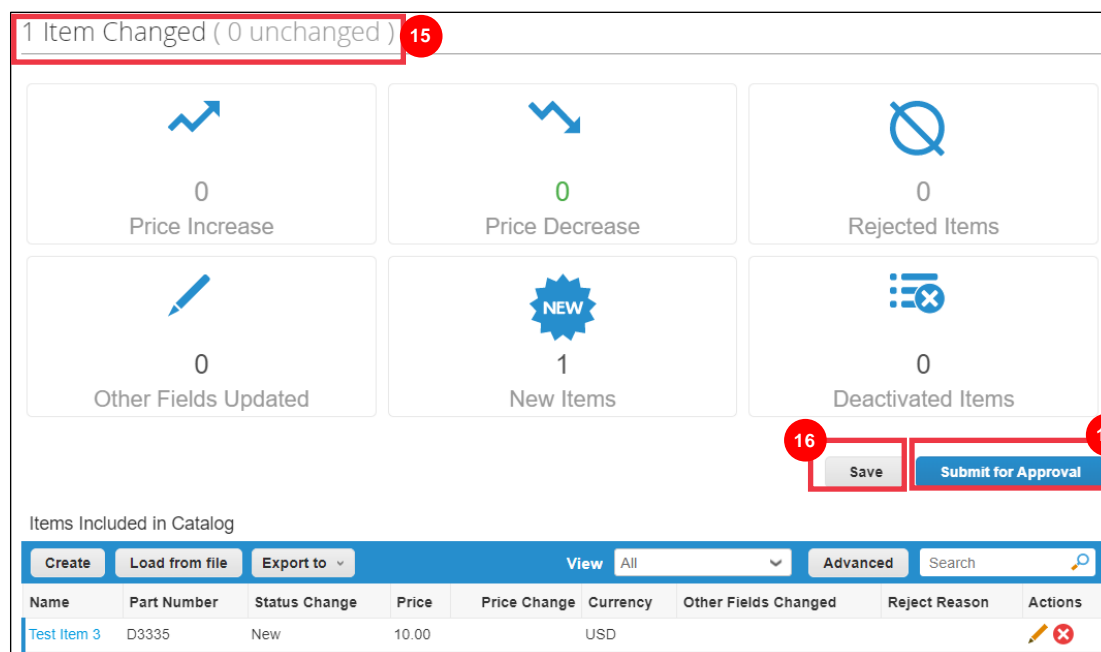 1 Item Changed ( 0 unchanged ) 15
0 0 0
Price Increase Price Decrease Rejected Items
NEW
0 1 0
Other Fields Updated New Items Deactivated Items
16
Save Submit for Approval
Items Included in Catalog
Create Load from file Export to View All Advanced Search
Name Part Number Status Change Price Price Change Currency Other Fields Changed Reject Reason Actions
Test Item 3 D3335 New 10.00 USD